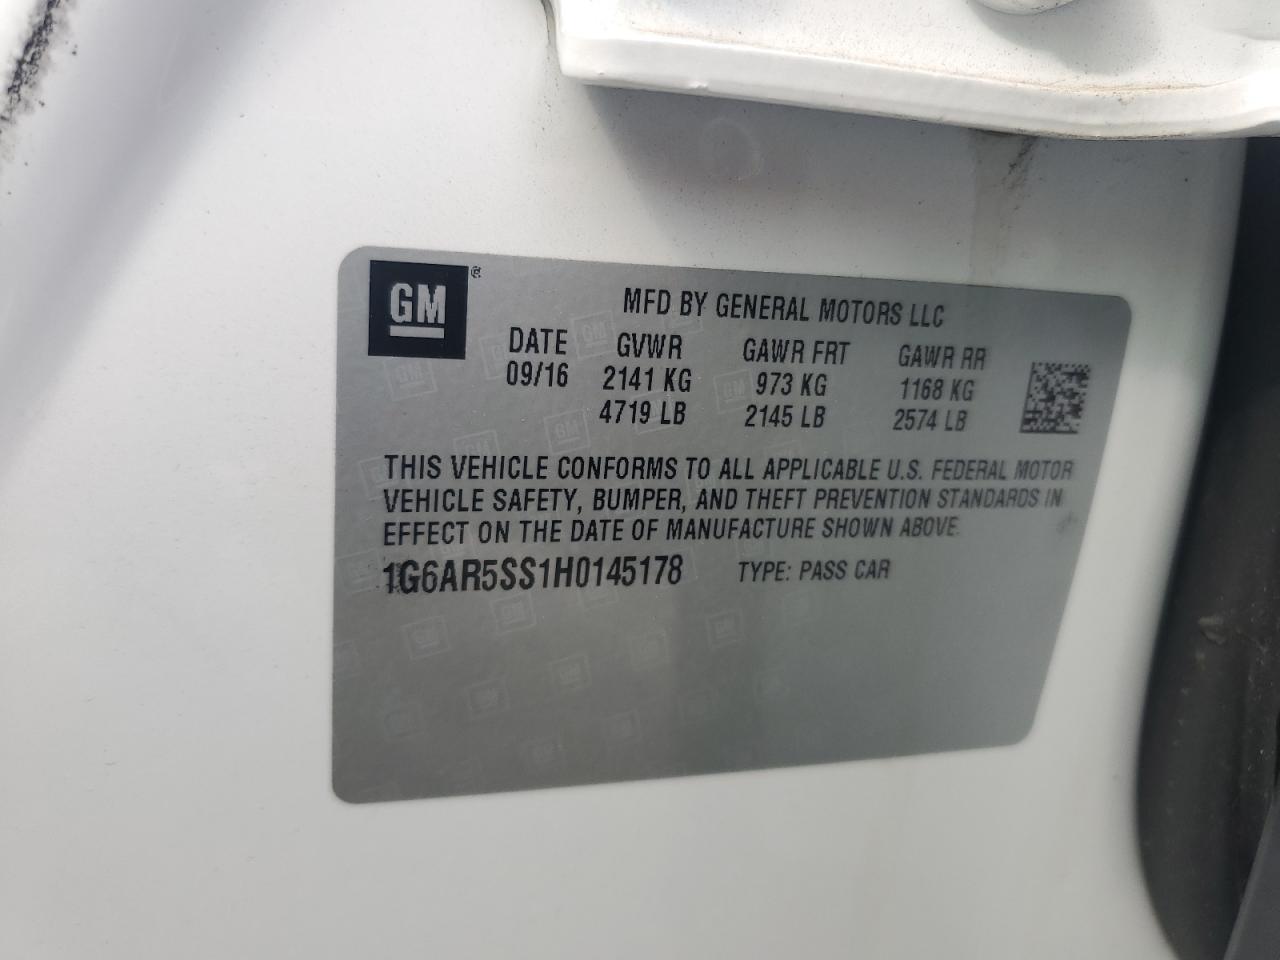 GM ®
MFD BY GENERAL MOTORS LLC
DATE GVWR GAWR FRT GAWR RR
09/16 2141 KG 973 KG 1168 KG
4719 LB 2145 LB 2574 LB
THIS VEHICLE CONFORMS TO ALL APPLICABLE U.S. FEDERAL MOTOR
VEHICLE SAFETY, BUMPER, AND THEFT PREVENTION STANDARDS IN
EFFECT ON THE DATE OF MANUFACTURE SHOWN ABOVE.
1G6AR5SS1H0145178 TYPE: PASS CAR